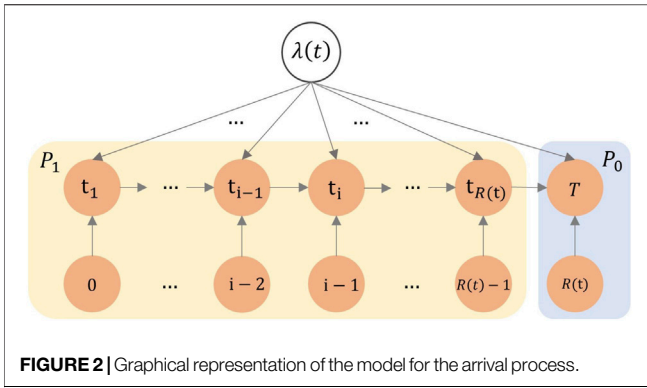 λ(t)
... ...
P₁ P₀
t₁ ... tᵢ₋₁ tᵢ ... t_R(t) T
0 ... i − 2 i − 1 ... R(t) − 1 R(t)
FIGURE 2 | Graphical representation of the model for the arrival process.